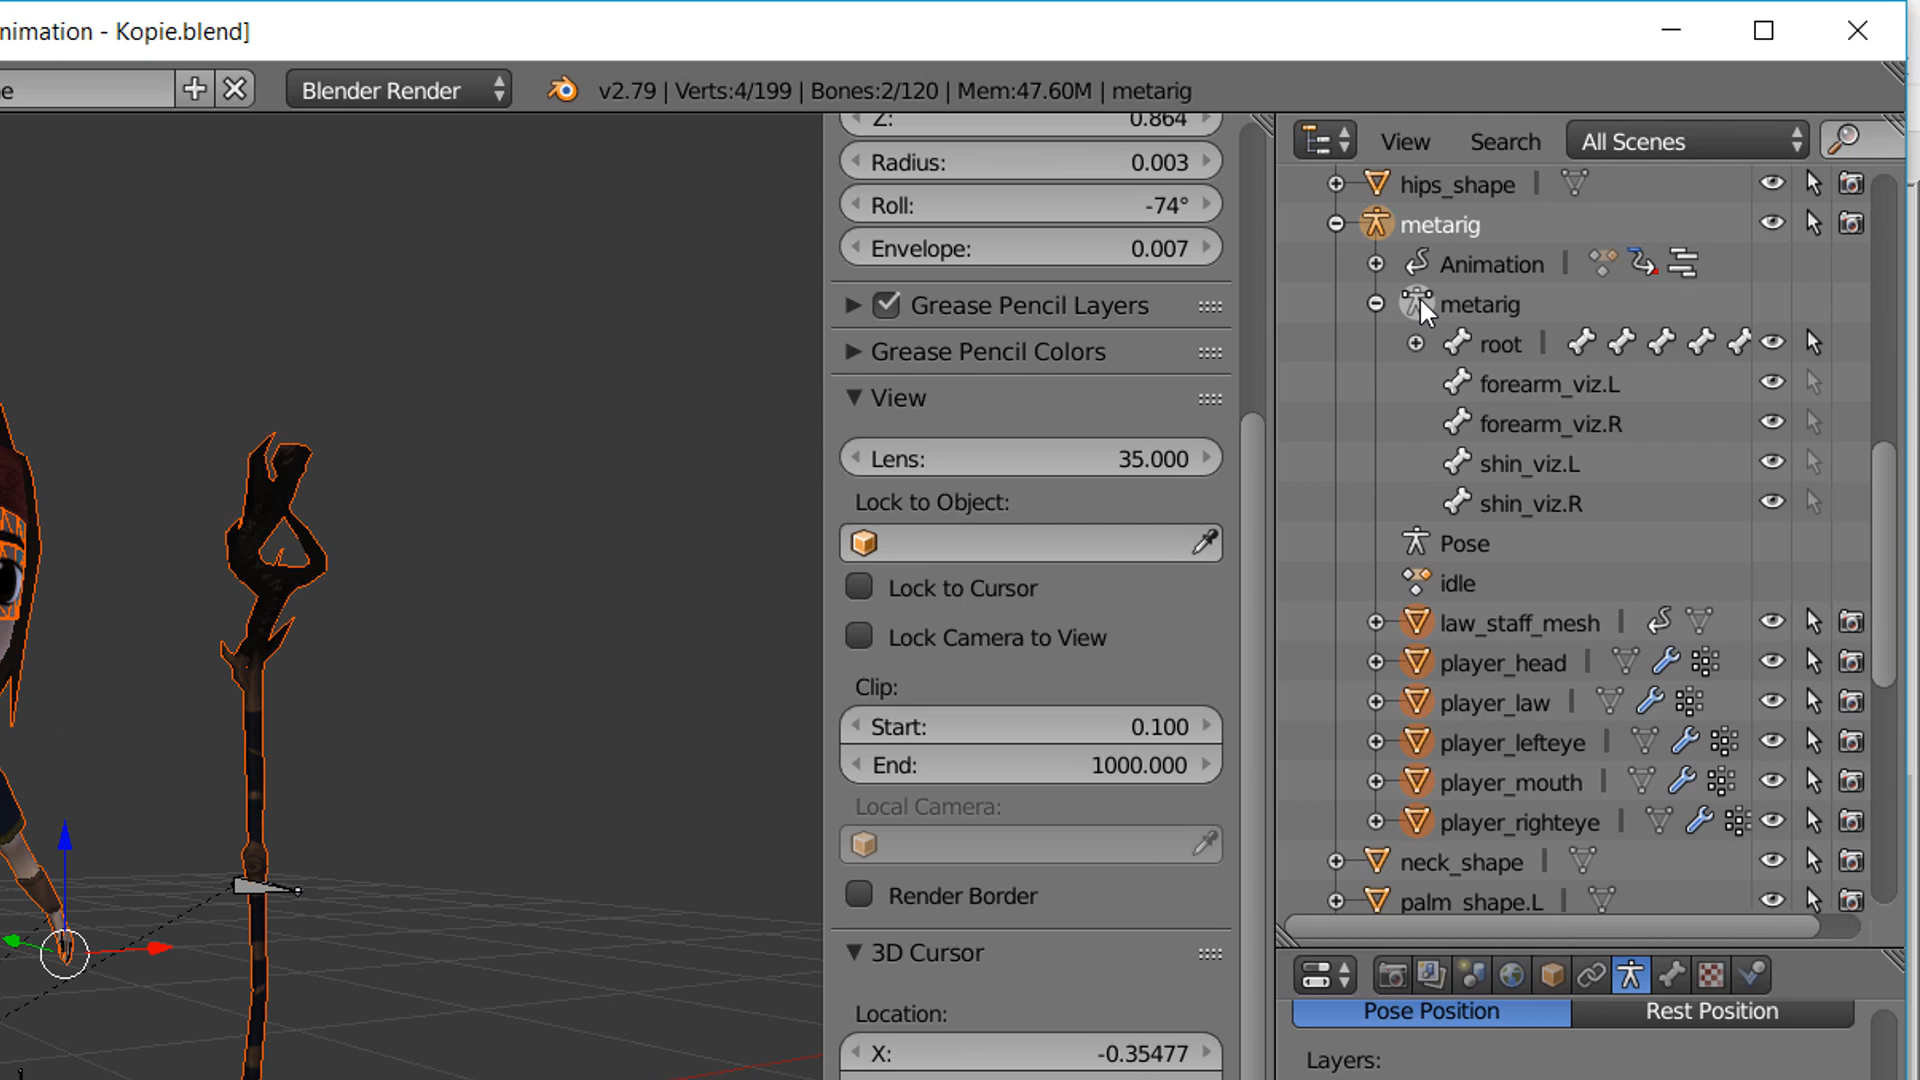 nimation - Kopie.blend]
e
Blender Render
v2.79 | Verts:4/199 | Bones:2/120 | Mem:47.60M | metarig
Z: 0.864
Radius: 0.003
Roll: -74°
Envelope: 0.007
Grease Pencil Layers
Grease Pencil Colors
View
Lens: 35.000
Lock to Object:
Lock to Cursor
Lock Camera to View
Clip:
Start: 0.100
End: 1000.000
Local Camera:
Render Border
3D Cursor
Location:
X: -0.35477
View Search All Scenes
hips_shape
metarig
Animation
metarig
root
forearm_viz.L
forearm_viz.R
shin_viz.L
shin_viz.R
Pose
idle
law_staff_mesh
player_head
player_law
player_lefteye
player_mouth
player_righteye
neck_shape
palm_shape.L
Pose Position Rest Position
Layers: